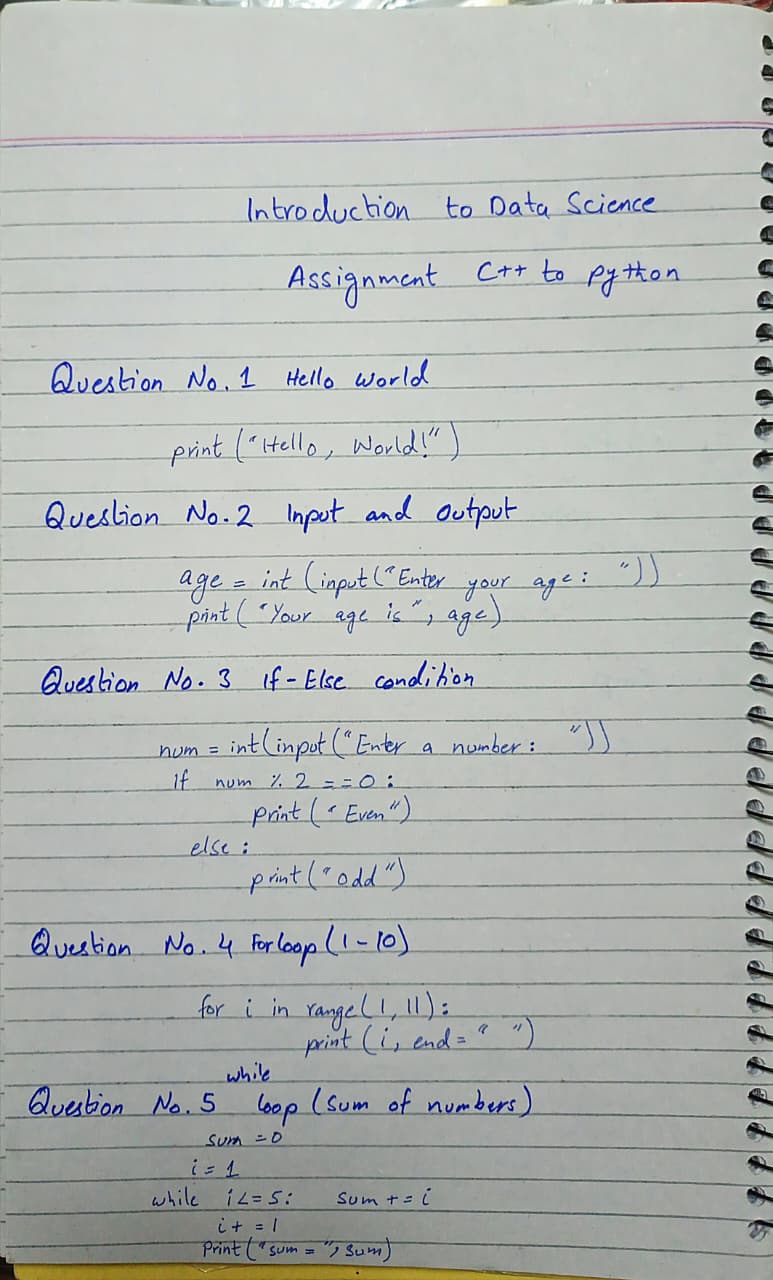 Introduction to Data Science
Assignment C++ to python
Question No. 1 Hello world
print ("Hello, World!")
Question No. 2 Input and output
age = int (input ("Enter your age: "))
print ("Your age is", age)
Question No. 3 If-Else condition
num = int(input ("Enter a number: "))
If num % 2 ==0:
print ("Even")
else:
print ("odd")
Question No. 4 For loop (1-10)
for i in range(1, 11):
print (i, end = " ")
while
Question No. 5 loop (sum of numbers)
sum =0
i = 1
while i<= 5: sum += i
i+ = 1
Print ("sum = ", sum)